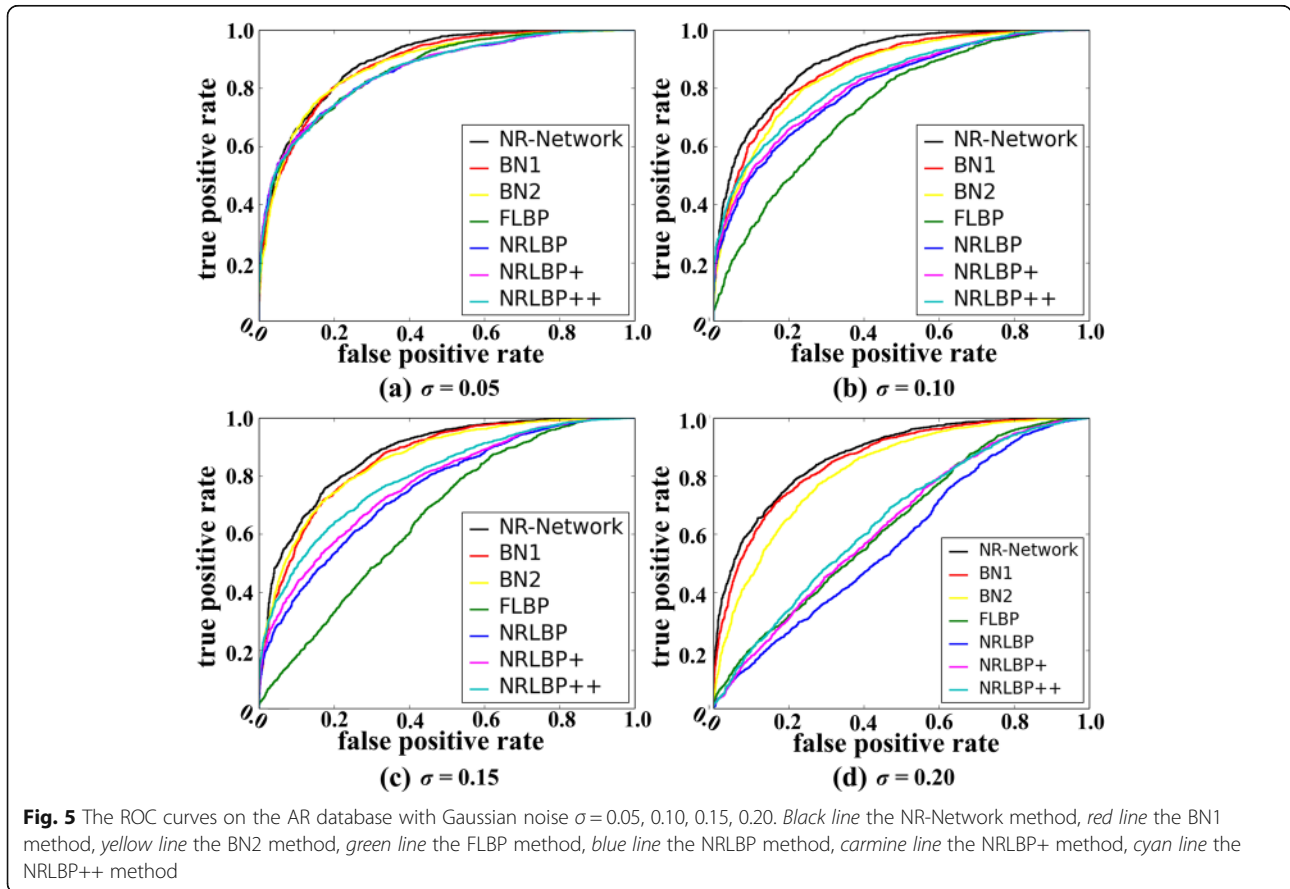 true positive rate
1.0
0.8
0.6
0.4
0.2
0.0
0.2
0.4
0.6
0.8
1.0
NR-Network
BN1
BN2
FLBP
NRLBP
NRLBP+
NRLBP++
false positive rate
(a) σ = 0.05
true positive rate
1.0
0.8
0.6
0.4
0.2
0.0
0.2
0.4
0.6
0.8
1.0
NR-Network
BN1
BN2
FLBP
NRLBP
NRLBP+
NRLBP++
false positive rate
(b) σ = 0.10
true positive rate
1.0
0.8
0.6
0.4
0.2
0.0
0.2
0.4
0.6
0.8
1.0
NR-Network
BN1
BN2
FLBP
NRLBP
NRLBP+
NRLBP++
false positive rate
(c) σ = 0.15
true positive rate
1.0
0.8
0.6
0.4
0.2
0.0
0.2
0.4
0.6
0.8
1.0
NR-Network
BN1
BN2
FLBP
NRLBP
NRLBP+
NRLBP++
false positive rate
(d) σ = 0.20
Fig. 5 The ROC curves on the AR database with Gaussian noise σ = 0.05, 0.10, 0.15, 0.20. Black line the NR-Network method, red line the BN1
method, yellow line the BN2 method, green line the FLBP method, blue line the NRLBP method, carmine line the NRLBP+ method, cyan line the
NRLBP++ method